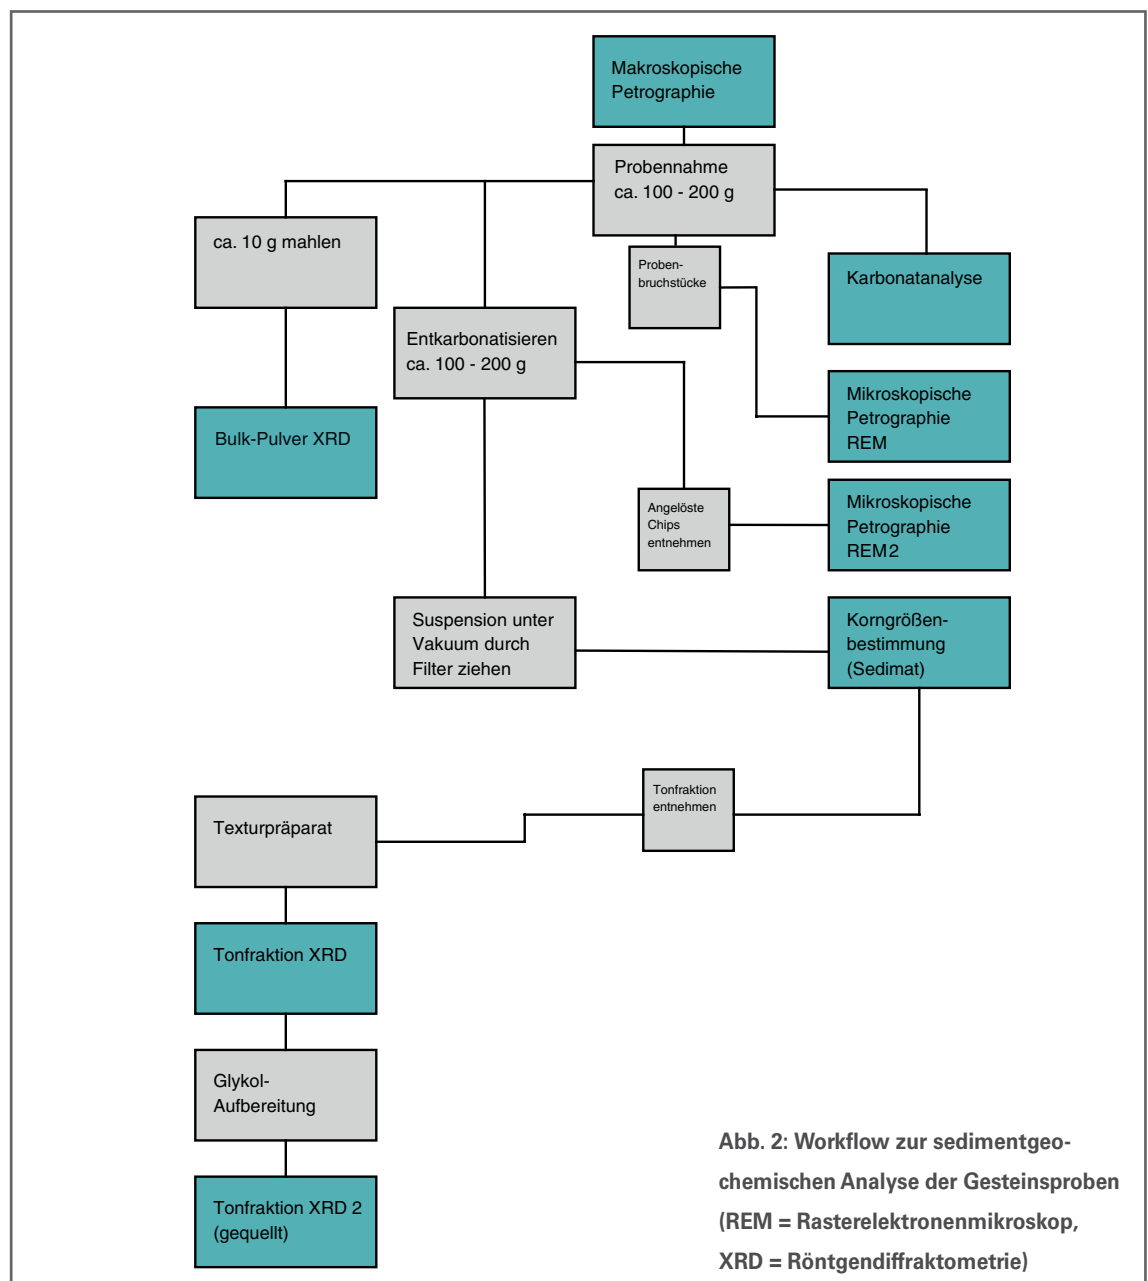 Makroskopische
Petrographie
Probennahme
ca. 100 - 200 g
ca. 10 g mahlen
Proben-
bruchstücke
Karbonatanalyse
Entkarbonatisieren
ca. 100 - 200 g
Mikroskopische
Petrographie
REM
Bulk-Pulver XRD
Angelöste
Chips
entnehmen
Mikroskopische
Petrographie
REM2
Suspension unter
Vakuum durch
Filter ziehen
Korngrößen-
bestimmung
(Sedimat)
Tonfraktion
entnehmen
Texturpräparat
Tonfraktion XRD
Glykol-
Aufbereitung
Tonfraktion XRD 2
(gequellt)
Abb. 2: Workflow zur sedimentgeo-
chemischen Analyse der Gesteinsproben
(REM = Rasterelektronenmikroskop,
XRD = Röntgendiffraktometrie)